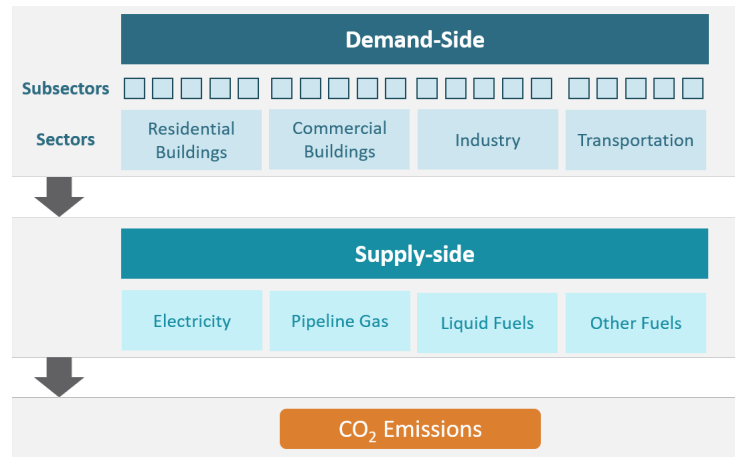 Demand-Side
Subsectors
Sectors
Residential
Buildings
Commercial
Buildings
Industry
Transportation
Supply-side
Electricity
Pipeline Gas
Liquid Fuels
Other Fuels
CO₂ Emissions